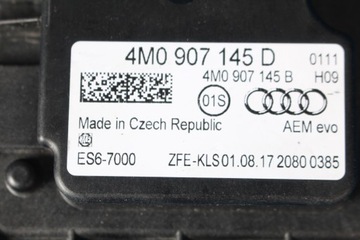 4M0 907 145 D 0111
4M0 907 145 B H09
01S
Made in Czech Republic AEM evo
ES6-7000 ZFE-KLS 01.08.17 2080 0385